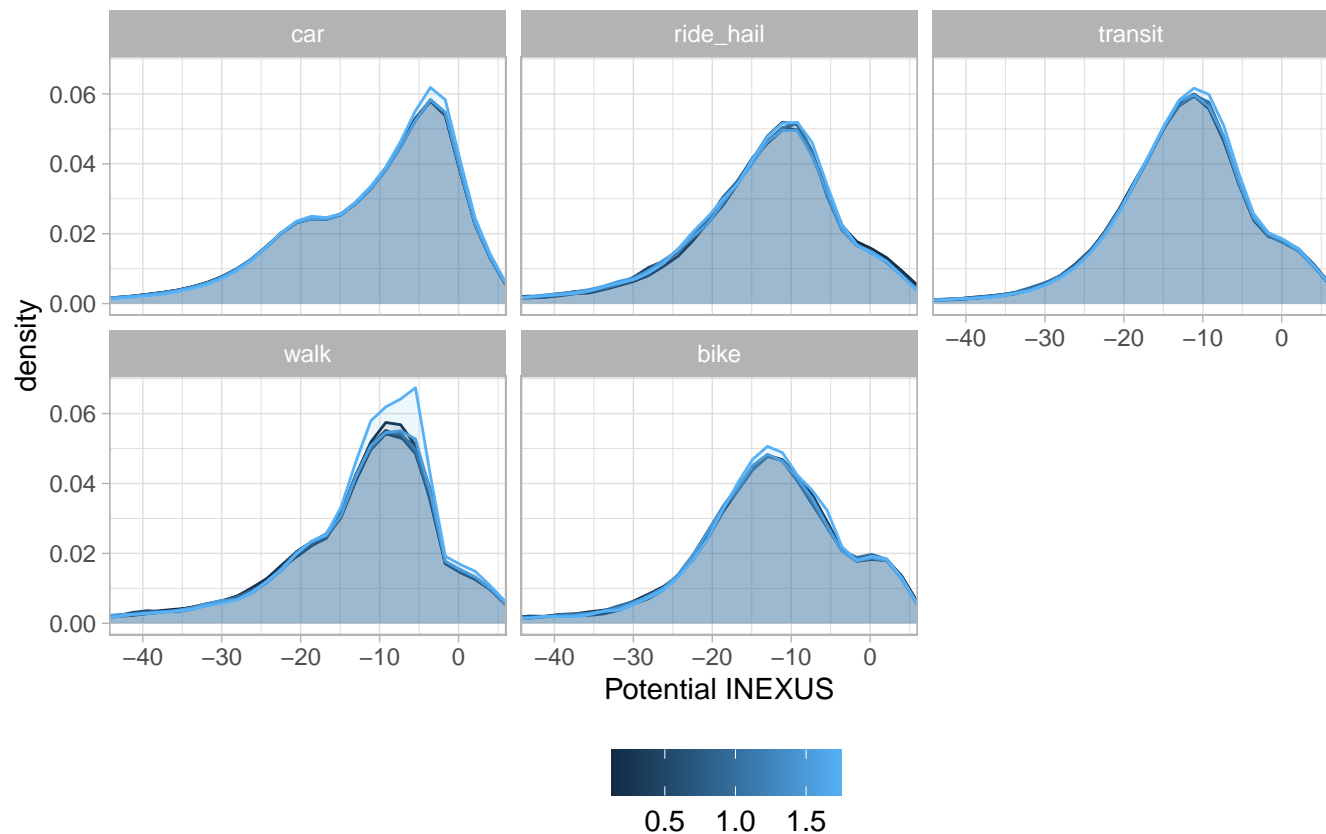 car ride_hail transit
0.06
0.04
0.02
0.00
−40 −30 −20 −10 0
density
walk bike
0.06
0.04
0.02
0.00
−40 −30 −20 −10 0 −40 −30 −20 −10 0
Potential INEXUS
0.5 1.0 1.5